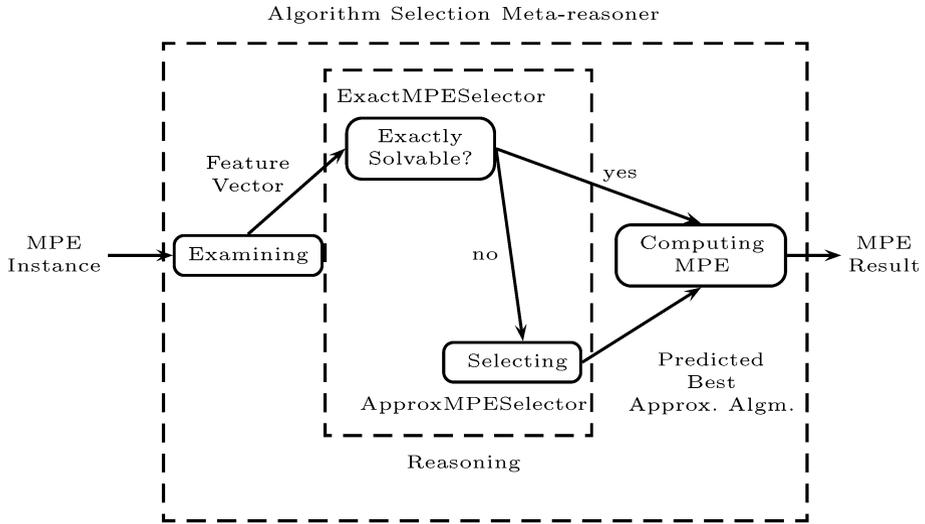 Algorithm Selection Meta-reasoner
ExactMPESelector
Exactly
Solvable?
Feature
Vector
yes
MPE
Instance
Examining
no
Computing
MPE
MPE
Result
Selecting
Predicted
Best
Approx. Algm.
ApproxMPESelector
Reasoning